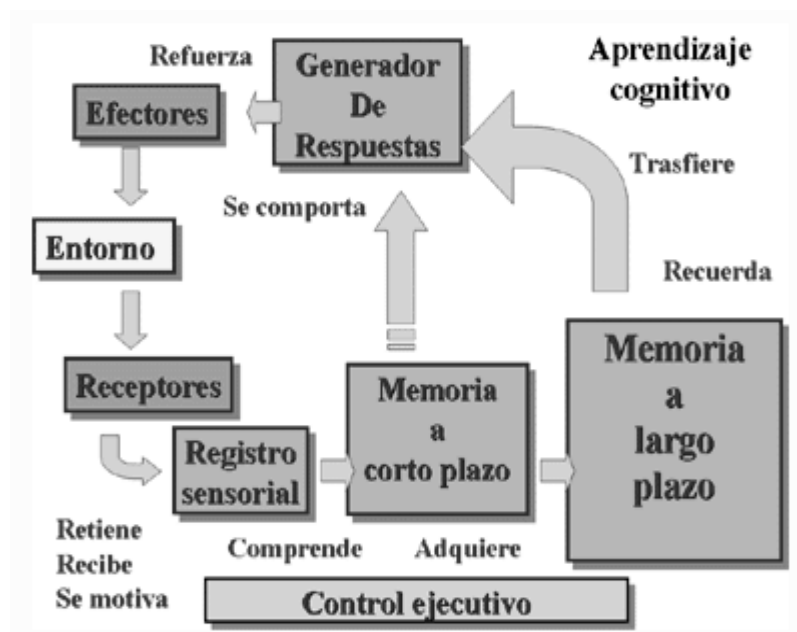 Aprendizaje
cognitivo
Refuerza
Generador
De
Respuestas
Efectores
Trasfiere
Se comporta
Entorno
Recuerda
Receptores
Memoria
a
corto plazo
Memoria
a
largo
plazo
Registro
sensorial
Retiene
Recibe
Se motiva
Comprende
Adquiere
Control ejecutivo